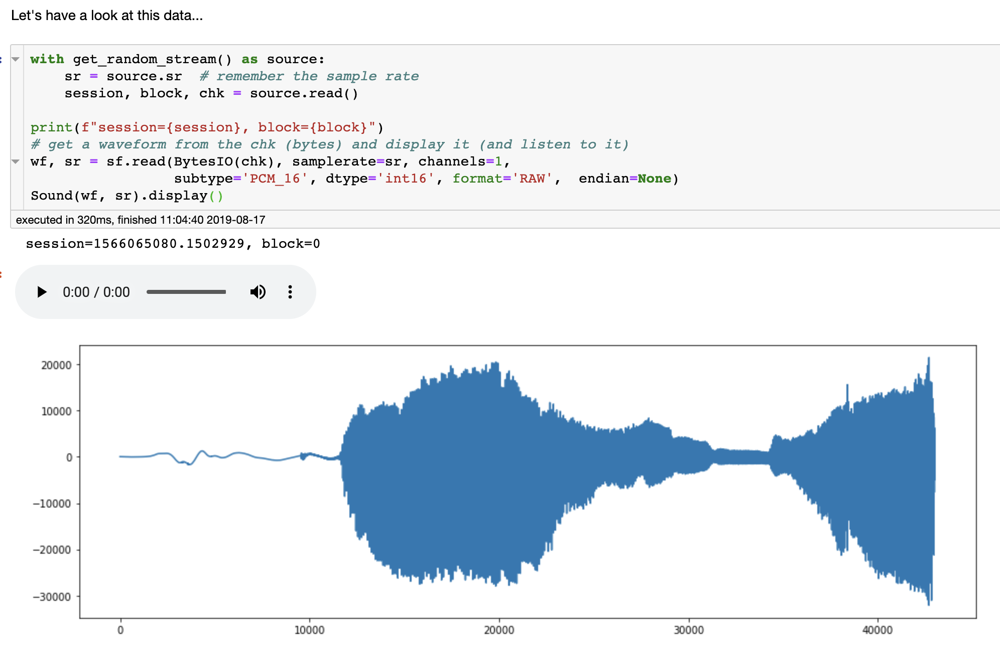 Let's have a look at this data...
with get_random_stream() as source:
    sr = source.sr  # remember the sample rate
    session, block, chk = source.read()
print(f"session={session}, block={block}")
# get a waveform from the chk (bytes) and display it (and listen to it)
wf, sr = sf.read(BytesIO(chk), samplerate=sr, channels=1,
                 subtype='PCM_16', dtype='int16', format='RAW',  endian=None)
Sound(wf, sr).display()
executed in 320ms, finished 11:04:40 2019-08-17
session=1566065080.1502929, block=0
0:00 / 0:00
20000
10000
0
−10000
−20000
−30000
0 10000 20000 30000 40000